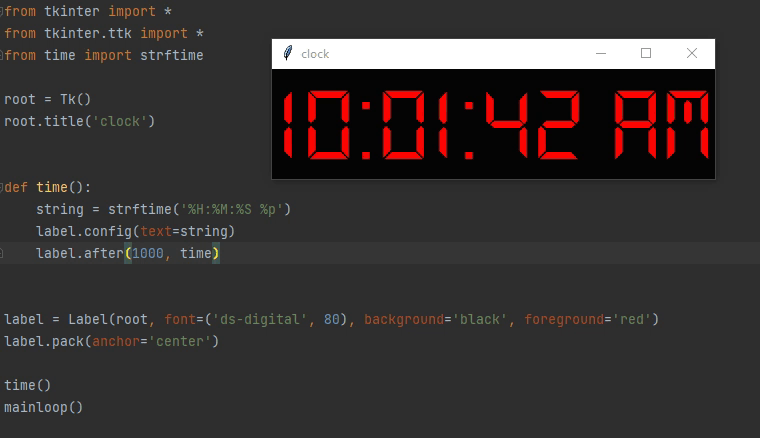 from tkinter import *
from tkinter.ttk import *
from time import strftime
clock
10:01:42 AM
root = Tk()
root.title('clock')
def time():
    string = strftime('%H:%M:%S %p')
    label.config(text=string)
    label.after(1000, time)
label = Label(root, font=('ds-digital', 80), background='black', foreground='red')
label.pack(anchor='center')
time()
mainloop()